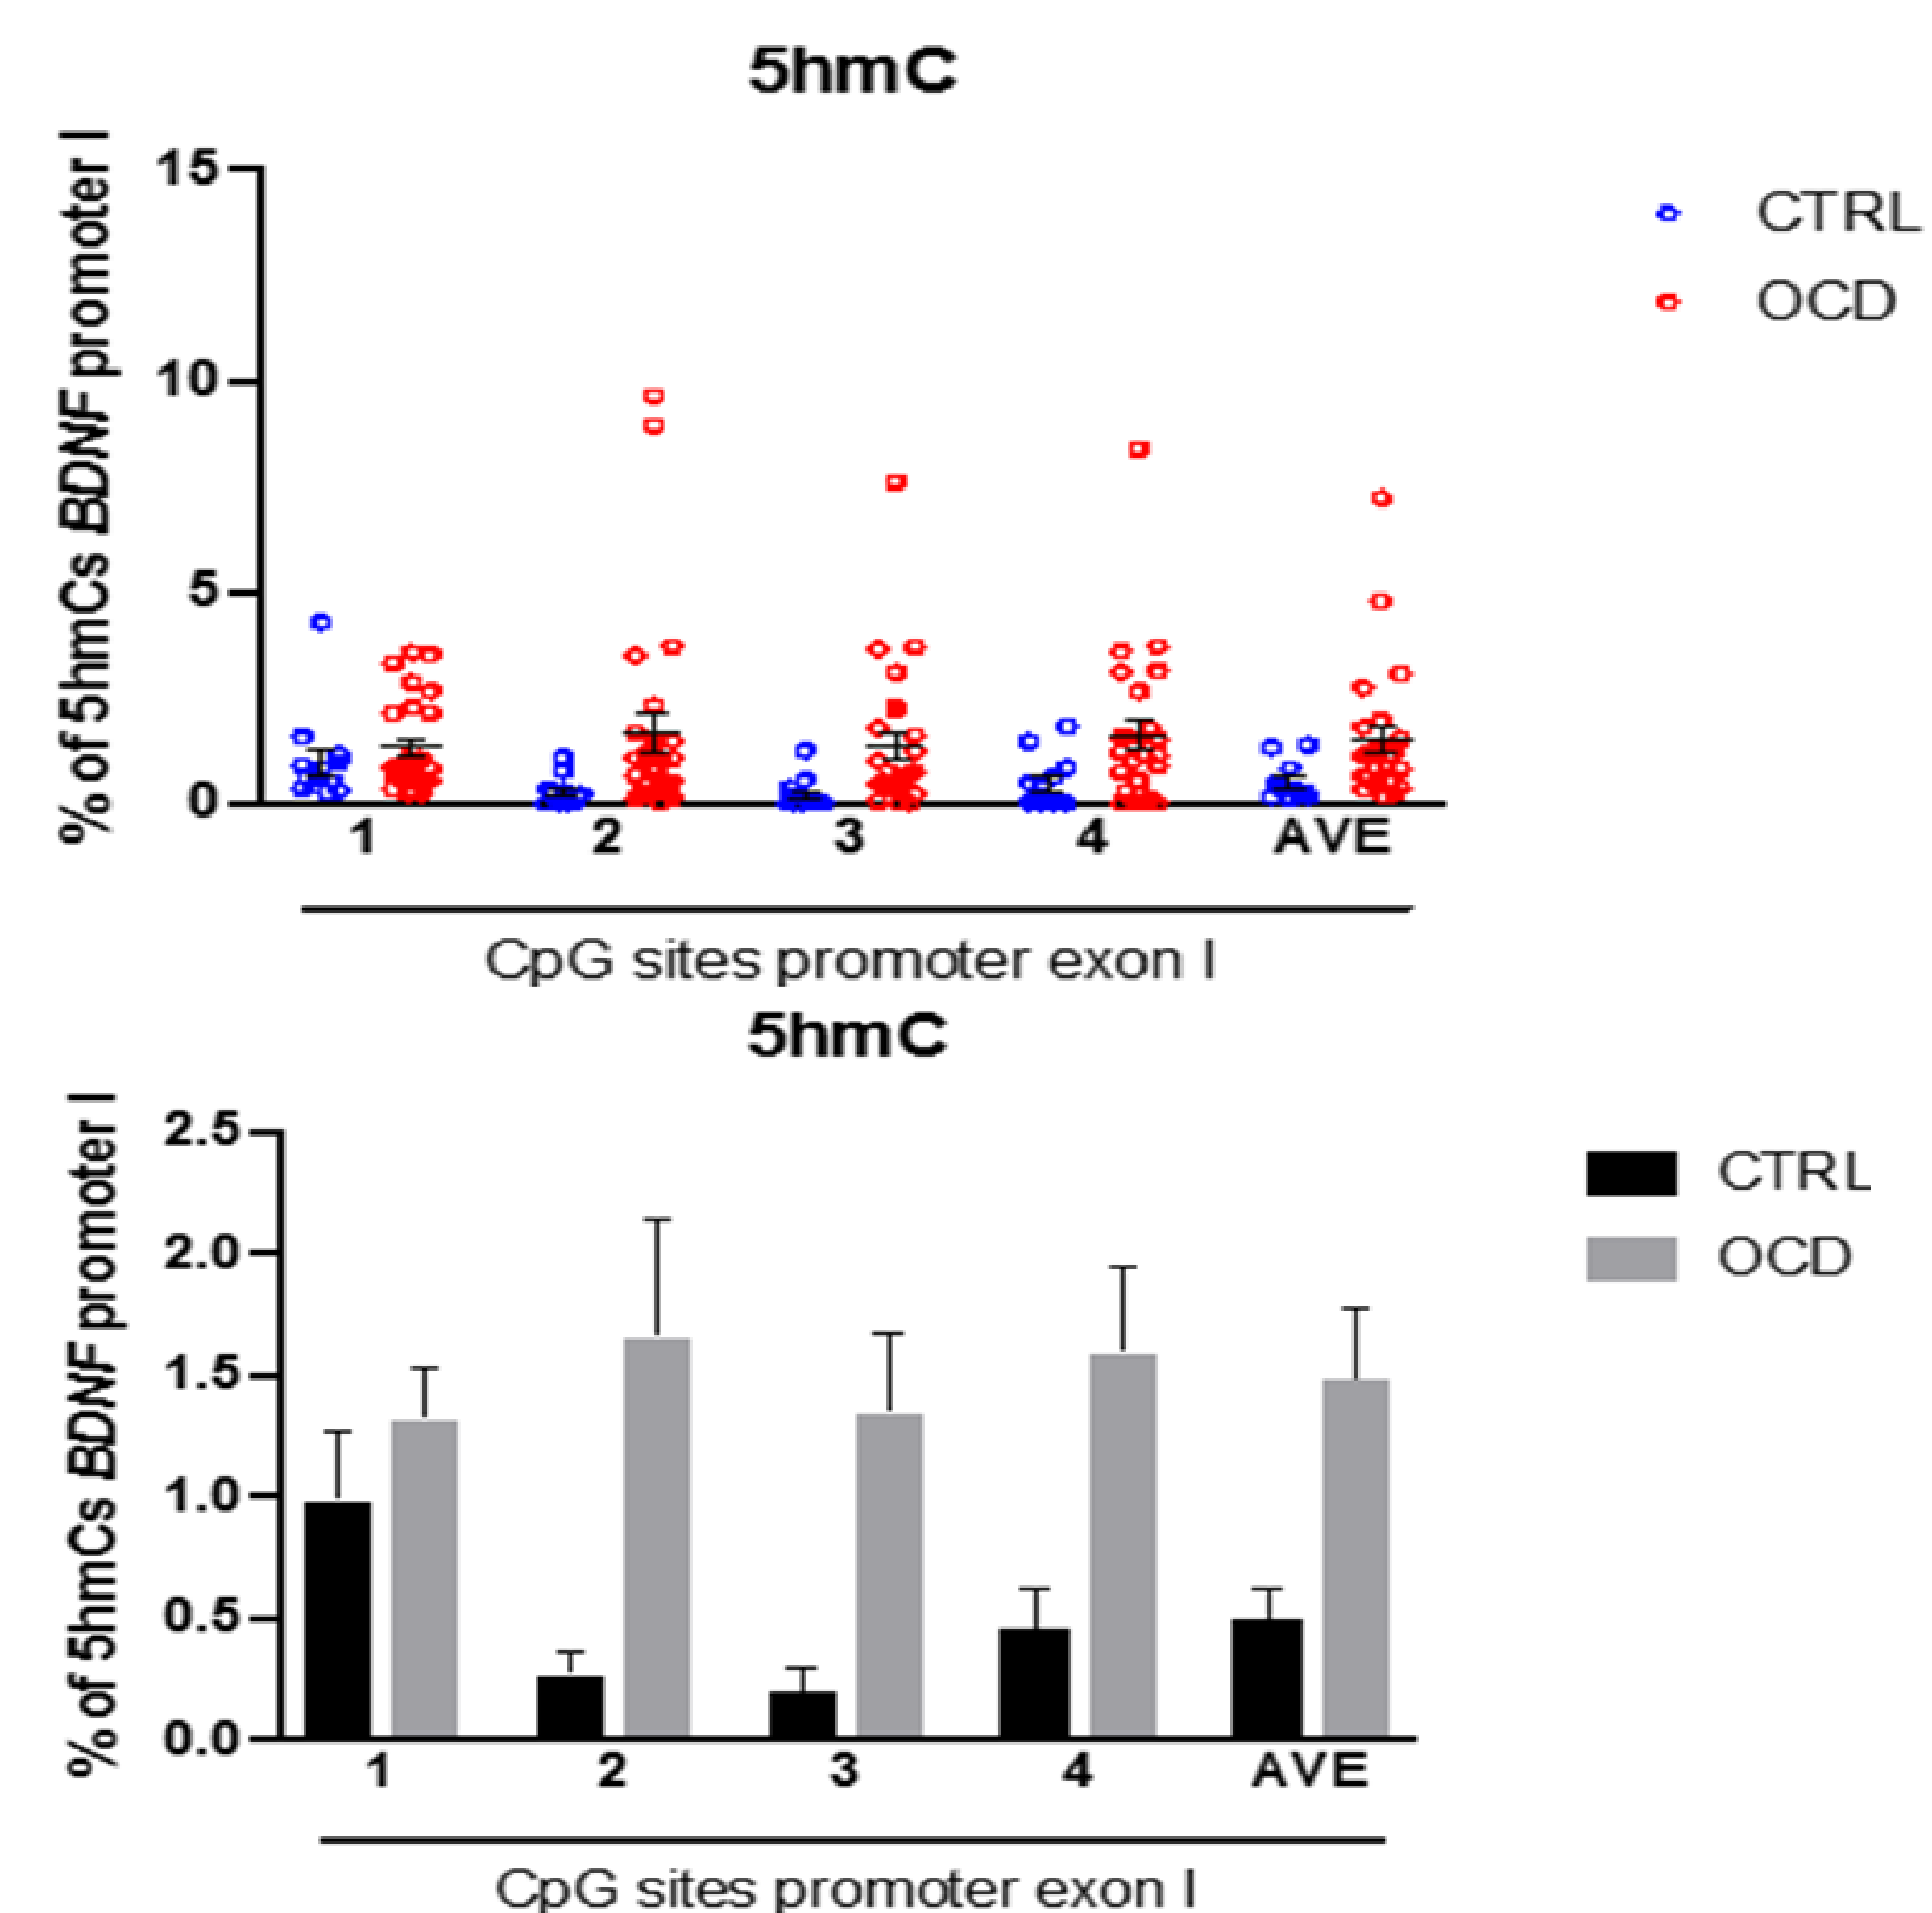 5hmC
% of 5hmCs BDNF promoter I
15
10
5
0
CTRL
OCD
1 2 3 4 AVE
CpG sites promoter exon I
5hmC
% of 5hmCs BDNF promoter I
2.5
2.0
1.5
1.0
0.5
0.0
CTRL
OCD
1 2 3 4 AVE
CpG sites promoter exon I